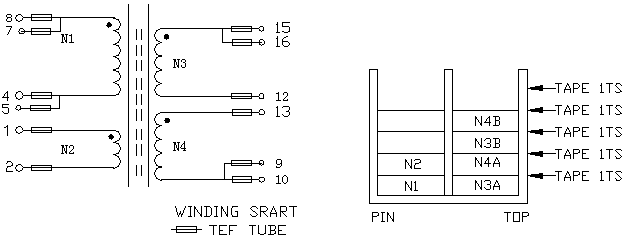 8
7
N1
4
5
1
N2
2
15
16
N3
12
13
N4
9
10
WINDING SRART
TEF TUBE
TAPE 1TS
TAPE 1TS
N4B
TAPE 1TS
N3B
TAPE 1TS
N2 N4A
TAPE 1TS
N1 N3A
PIN TOP